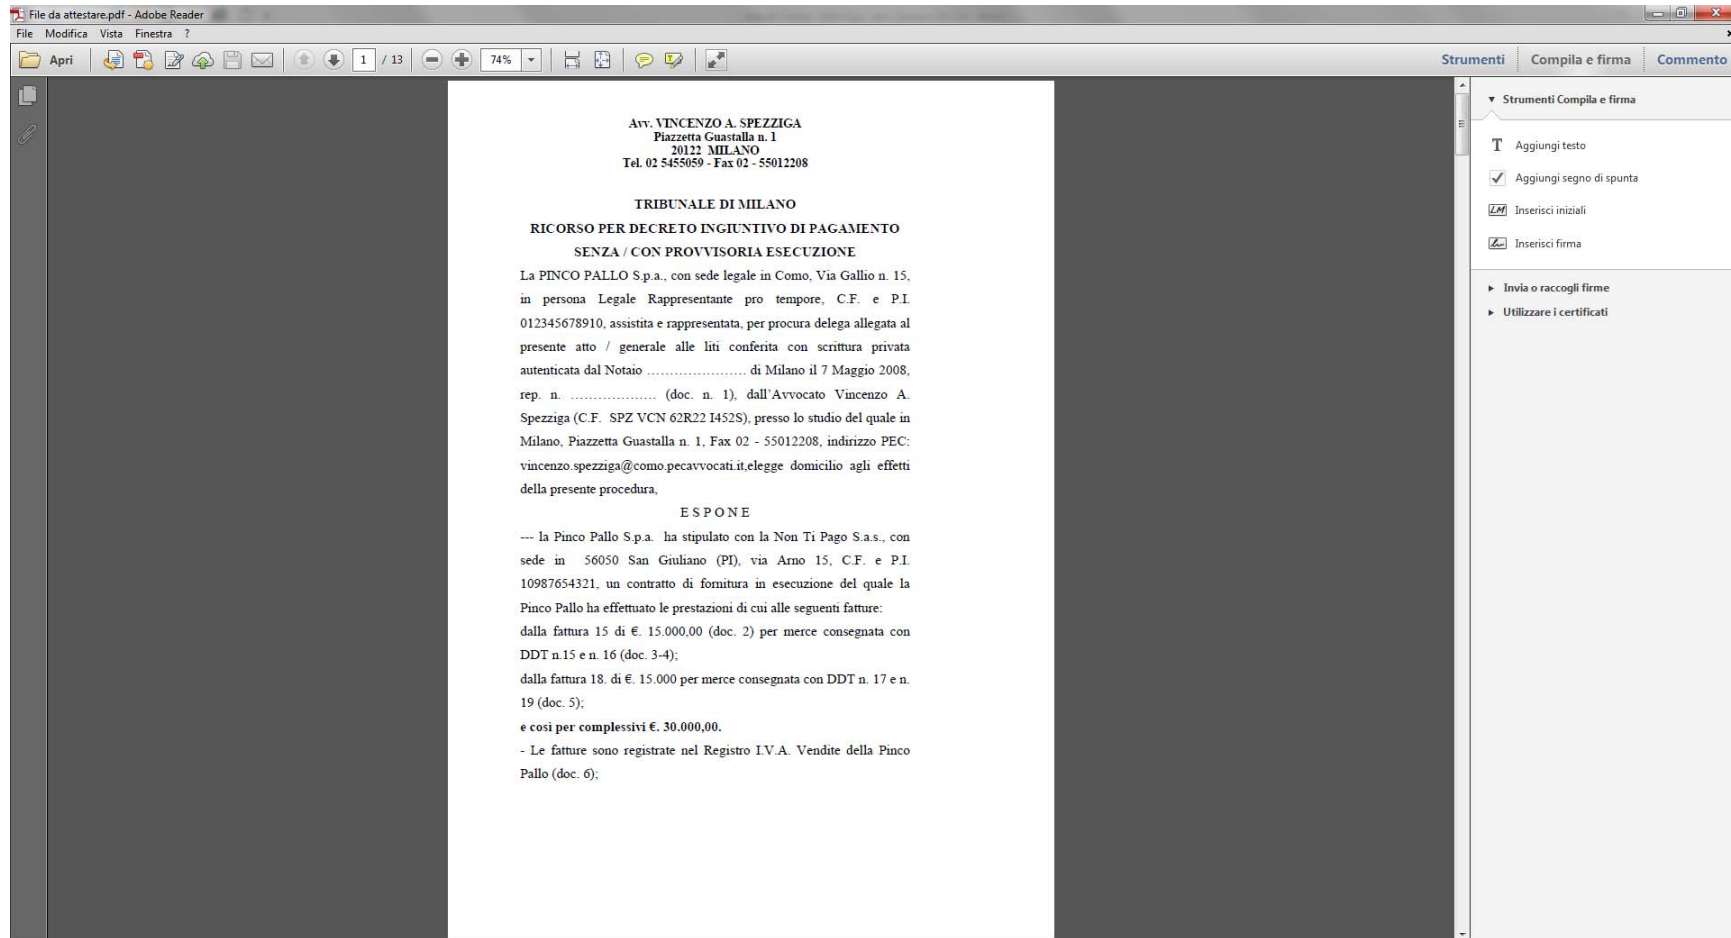 File da attestare.pdf - Adobe Reader
File Modifica Vista Finestra ?
Apri 1 / 13 74% Strumenti Compila e firma Commento
Avv. VINCENZO A. SPEZZIGA
Piazzetta Guastalla n. 1
20122 MILANO
Tel. 02 5455059 - Fax 02 - 55012208
TRIBUNALE DI MILANO
RICORSO PER DECRETO INGIUNTIVO DI PAGAMENTO
SENZA / CON PROVVISORIA ESECUZIONE
La PINCO PALLO S.p.a., con sede legale in Como, Via Gallio n. 15,
in persona Legale Rappresentante pro tempore, C.F. e P.I.
012345678910, assistita e rappresentata, per procura delega allegata al
presente atto / generale alle liti conferita con scrittura privata
autenticata dal Notaio ………………… di Milano il 7 Maggio 2008,
rep. n. ……………… (doc. n. 1), dall'Avvocato Vincenzo A.
Spezziga (C.F. SPZ VCN 62R22 I452S), presso lo studio del quale in
Milano, Piazzetta Guastalla n. 1, Fax 02 - 55012208, indirizzo PEC:
vincenzo.spezziga@como.pecavvocati.it,elegge domicilio agli effetti
della presente procedura,
E S P O N E
--- la Pinco Pallo S.p.a. ha stipulato con la Non Ti Pago S.a.s., con
sede in 56050 San Giuliano (PI), via Arno 15, C.F. e P.I.
10987654321, un contratto di fornitura in esecuzione del quale la
Pinco Pallo ha effettuato le prestazioni di cui alle seguenti fatture:
dalla fattura 15 di €. 15.000,00 (doc. 2) per merce consegnata con
DDT n.15 e n. 16 (doc. 3-4);
dalla fattura 18. di €. 15.000 per merce consegnata con DDT n. 17 e n.
19 (doc. 5);
e così per complessivi €. 30.000,00.
- Le fatture sono registrate nel Registro I.V.A. Vendite della Pinco
Pallo (doc. 6);
Strumenti Compila e firma
T Aggiungi testo
Aggiungi segno di spunta
LM Inserisci iniziali
Inserisci firma
Invia o raccogli firme
Utilizzare i certificati